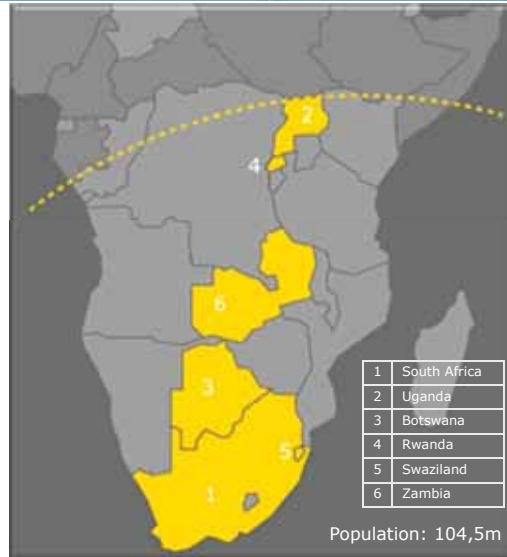 2
4
6
3
5
1
1 South Africa
2 Uganda
3 Botswana
4 Rwanda
5 Swaziland
6 Zambia
Population: 104,5m